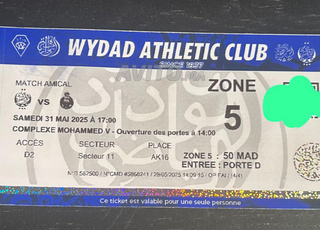 WYDAD ATHLETIC CLUB
SINCE 1937
AVITO
MATCH AMICAL
ZONE
5
VS
SAMEDI 31 MAI 2025 À 17:00
COMPLEXE MOHAMMED V - Ouverture des portes à 14:00
ACCÈS SECTEUR PLACE
D2 Secteur 11 AK16
ZONE 5 : 50 MAD
ENTREE : PORTE D
Ce ticket est valable pour une seule personne